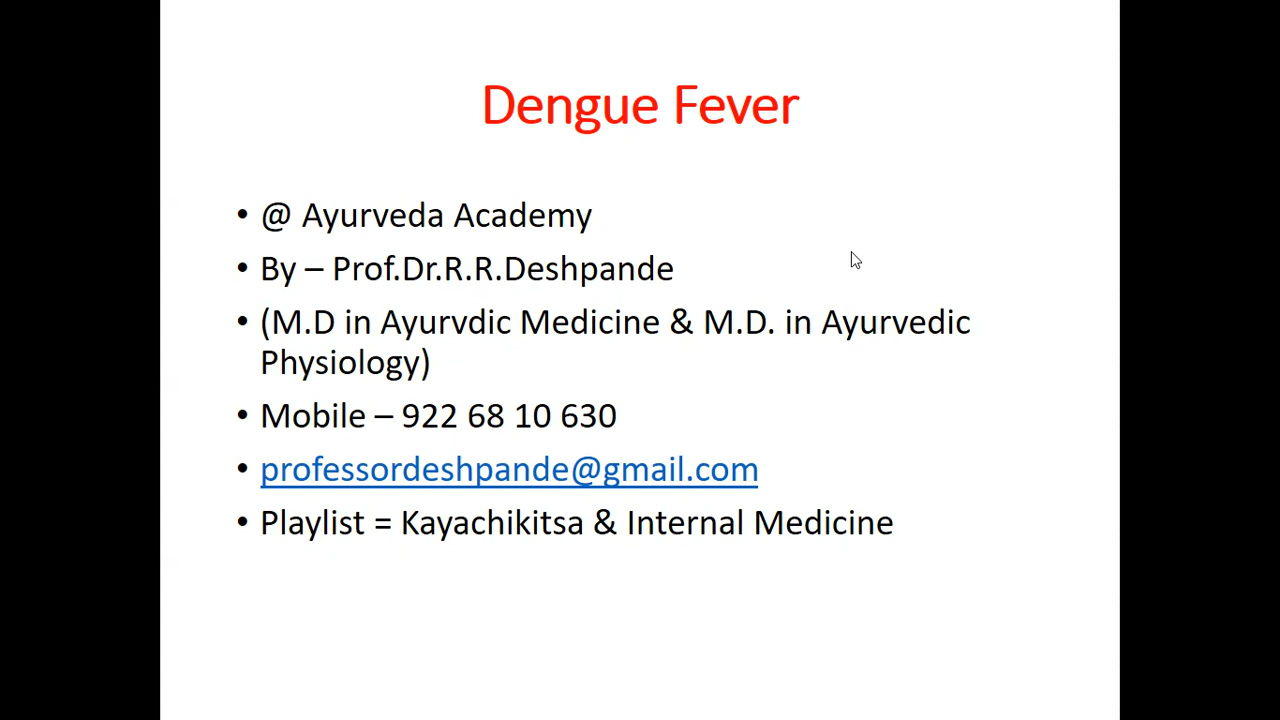 Dengue Fever
• @ Ayurveda Academy
• By – Prof.Dr.R.R.Deshpande
• (M.D in Ayurvdic Medicine & M.D. in Ayurvedic
Physiology)
• Mobile – 922 68 10 630
• professordeshpande@gmail.com
• Playlist = Kayachikitsa & Internal Medicine